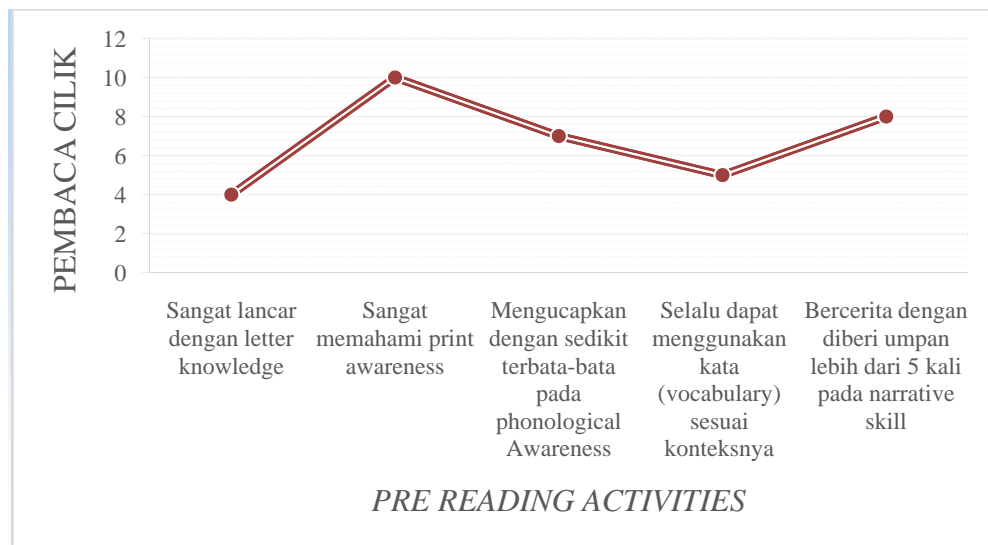 PEMBACA CILIK
12
10
8
6
4
2
0
Sangat lancar
dengan letter
knowledge
Sangat
memahami print
awareness
Mengucapkan
dengan sedikit
terbata-bata
pada
phonological
Awareness
Selalu dapat
menggunakan
kata
(vocabulary)
sesuai
konteksnya
Bercerita dengan
diberi umpan
lebih dari 5 kali
pada narrative
skill
PRE READING ACTIVITIES